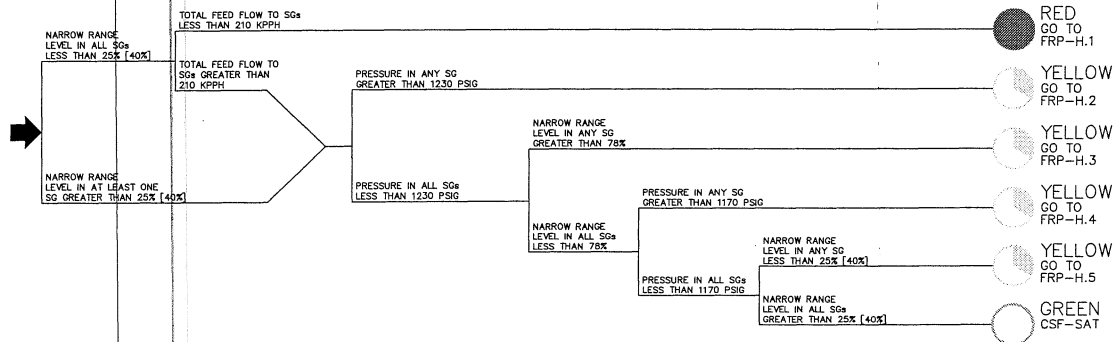 TOTAL FEED FLOW TO SGs
LESS THAN 210 KPPH
RED
GO TO
FRP-H.1
NARROW RANGE
LEVEL IN ALL SGs
LESS THAN 25% [40%]
TOTAL FEED FLOW TO
SGs GREATER THAN
210 KPPH
PRESSURE IN ANY SG
GREATER THAN 1230 PSIG
YELLOW
GO TO
FRP-H.2
NARROW RANGE
LEVEL IN ANY SG
GREATER THAN 78%
YELLOW
GO TO
FRP-H.3
NARROW RANGE
LEVEL IN AT LEAST ONE
SG GREATER THAN 25% [40%]
PRESSURE IN ALL SGs
LESS THAN 1230 PSIG
PRESSURE IN ANY SG
GREATER THAN 1170 PSIG
YELLOW
GO TO
FRP-H.4
NARROW RANGE
LEVEL IN ALL SGs
LESS THAN 78%
NARROW RANGE
LEVEL IN ANY SG
LESS THAN 25% [40%]
YELLOW
GO TO
FRP-H.5
PRESSURE IN ALL SGs
LESS THAN 1170 PSIG
NARROW RANGE
LEVEL IN ALL SGs
GREATER THAN 25% [40%]
GREEN
CSF-SAT